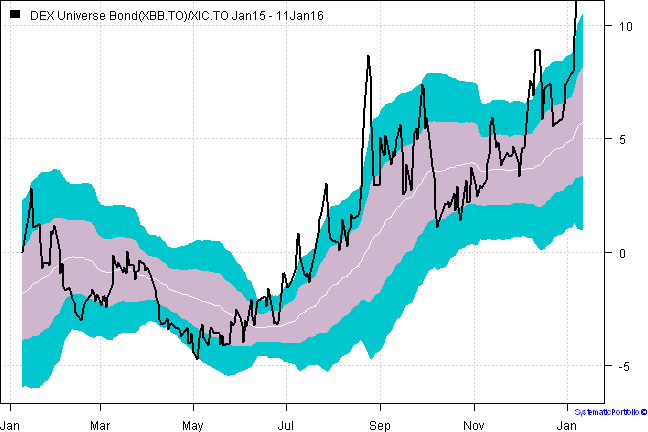 DEX Universe Bond(XBB.TO)/XIC.TO Jan15 - 11Jan16
10
5
0
-5
Jan Mar May Jul Sep Nov Jan
SystematicPortfolio ©